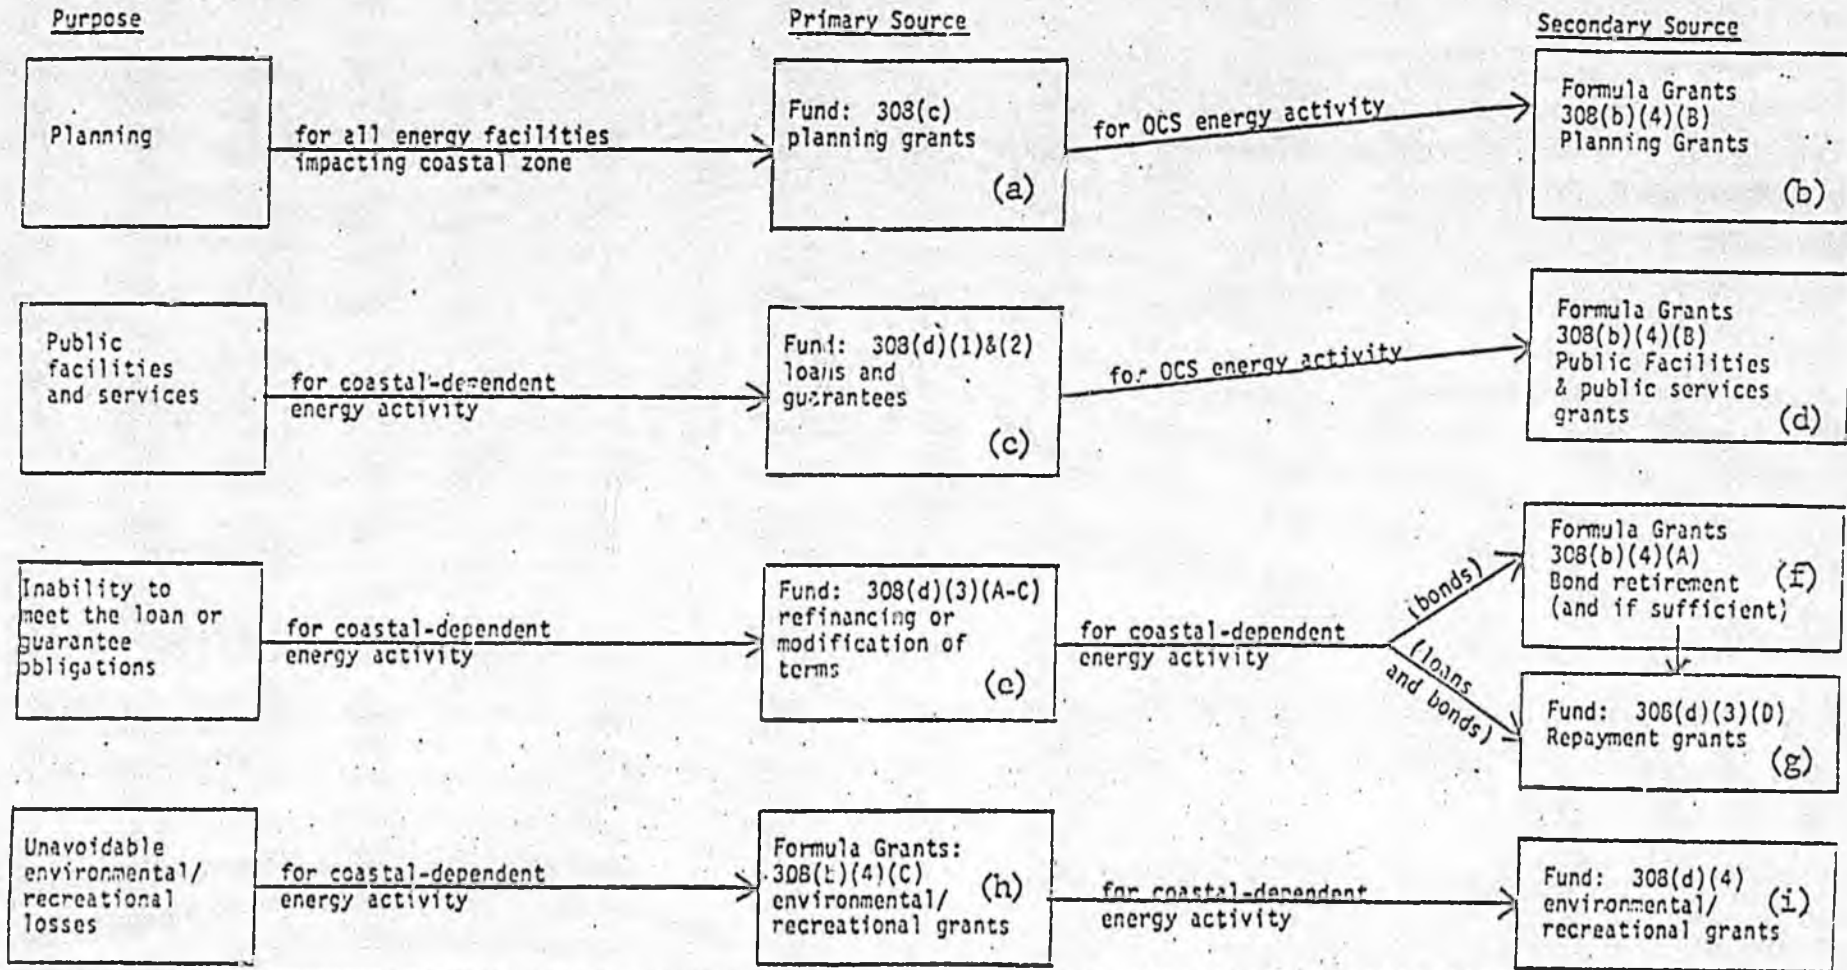 Purpose
Primary Source
Secondary Source
Planning
for all energy facilities
impacting coastal zone
Fund: 308(c)
planning grants
(a)
for OCS energy activity
Formula Grants
308(b)(4)(B)
Planning Grants
(b)
Public
facilities
and services
for coastal-dependent
energy activity
Fund: 308(d)(1)&(2)
loans and
guarantees
(c)
for OCS energy activity
Formula Grants
308(b)(4)(B)
Public Facilities
& public services
grants
(d)
Inability to
meet the loan or
guarantee
obligations
for coastal-dependent
energy activity
Fund: 308(d)(3)(A-C)
refinancing or
modification of
terms
(e)
for coastal-dependent
energy activity
(bonds)
(loans
and bonds)
Formula Grants
308(b)(4)(A)
Bond retirement
(and if sufficient)
(f)
Fund: 308(d)(3)(D)
Repayment grants
(g)
Unavoidable
environmental/
recreational
losses
for coastal-dependent
energy activity
Formula Grants:
308(b)(4)(C)
environmental/
recreational grants
(h)
for coastal-dependent
energy activity
Fund: 308(d)(4)
environmental/
recreational grants
(i)